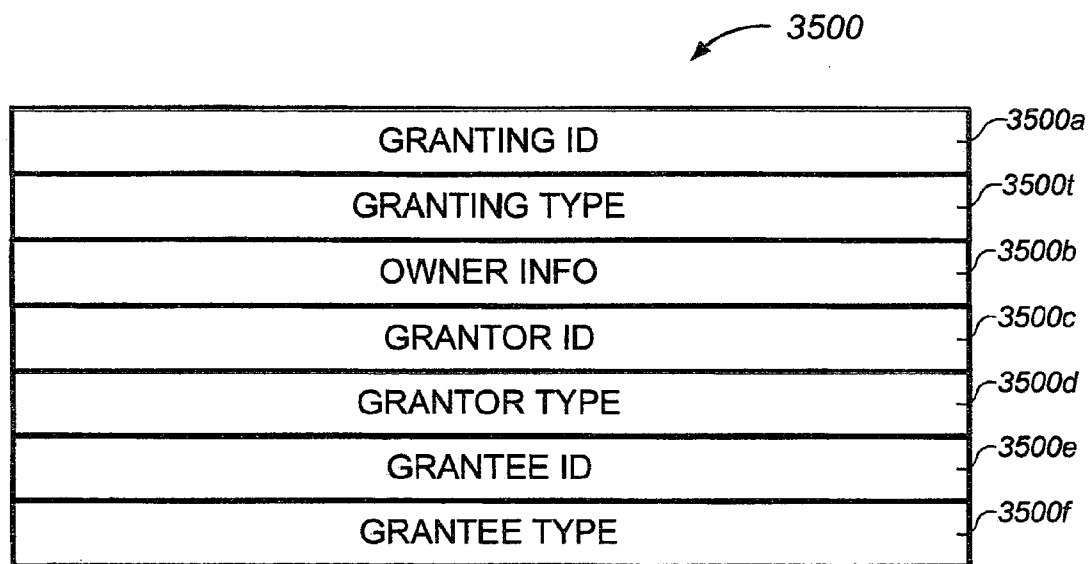 3500
GRANTING ID 3500a
GRANTING TYPE 3500t
OWNER INFO 3500b
GRANTOR ID 3500c
GRANTOR TYPE 3500d
GRANTEE ID 3500e
GRANTEE TYPE 3500f